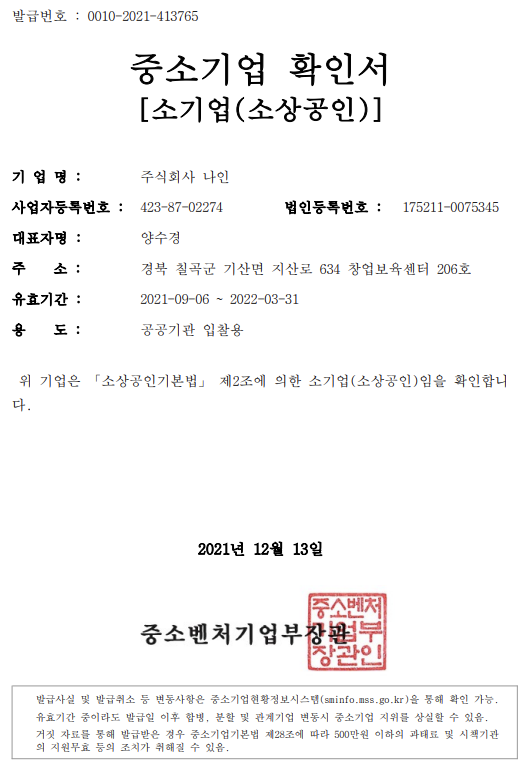 발급번호 : 0010-2021-413765
중소기업 확인서
[소기업(소상공인)]
기 업 명 : 주식회사 나인
사업자등록번호 : 423-87-02274 법인등록번호 : 175211-0075345
대표자명 : 양수경
주 소 : 경북 칠곡군 기산면 지산로 634 창업보육센터 206호
유효기간 : 2021-09-06 ~ 2022-03-31
용 도 : 공공기관 입찰용
위 기업은 「소상공인기본법」 제2조에 의한 소기업(소상공인)임을 확인합니
다.
2021년 12월 13일
중소벤처기업부장관
중소벤처
기업부
장관인
발급사실 및 발급취소 등 변동사항은 중소기업현황정보시스템(sminfo.mss.go.kr)을 통해 확인 가능.
유효기간 중이라도 발급일 이후 합병, 분할 및 관계기업 변동시 중소기업 지위를 상실할 수 있음.
거짓 자료를 통해 발급받은 경우 중소기업기본법 제28조에 따라 500만원 이하의 과태료 및 시책기관
의 지원무효 등의 조치가 취해질 수 있음.